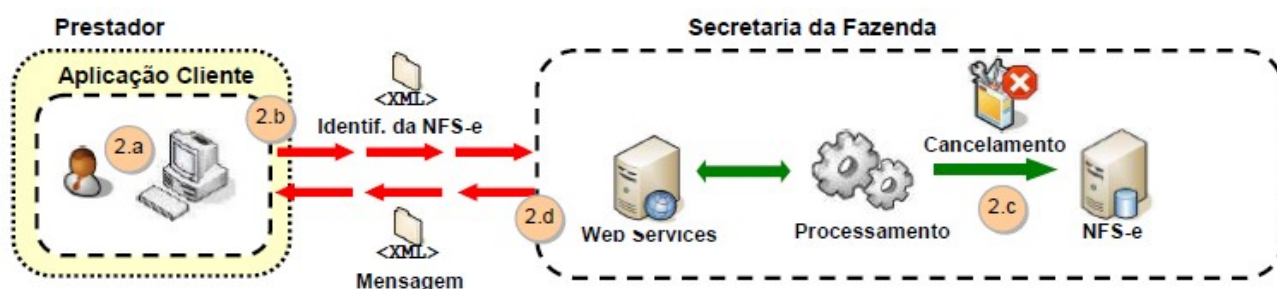 Prestador
Secretaria da Fazenda
Aplicação Cliente
2.a
2.b
<XML>
Identif. da NFS-e
<XML>
Mensagem
2.d
Web Services
Processamento
Cancelamento
2.c
NFS-e